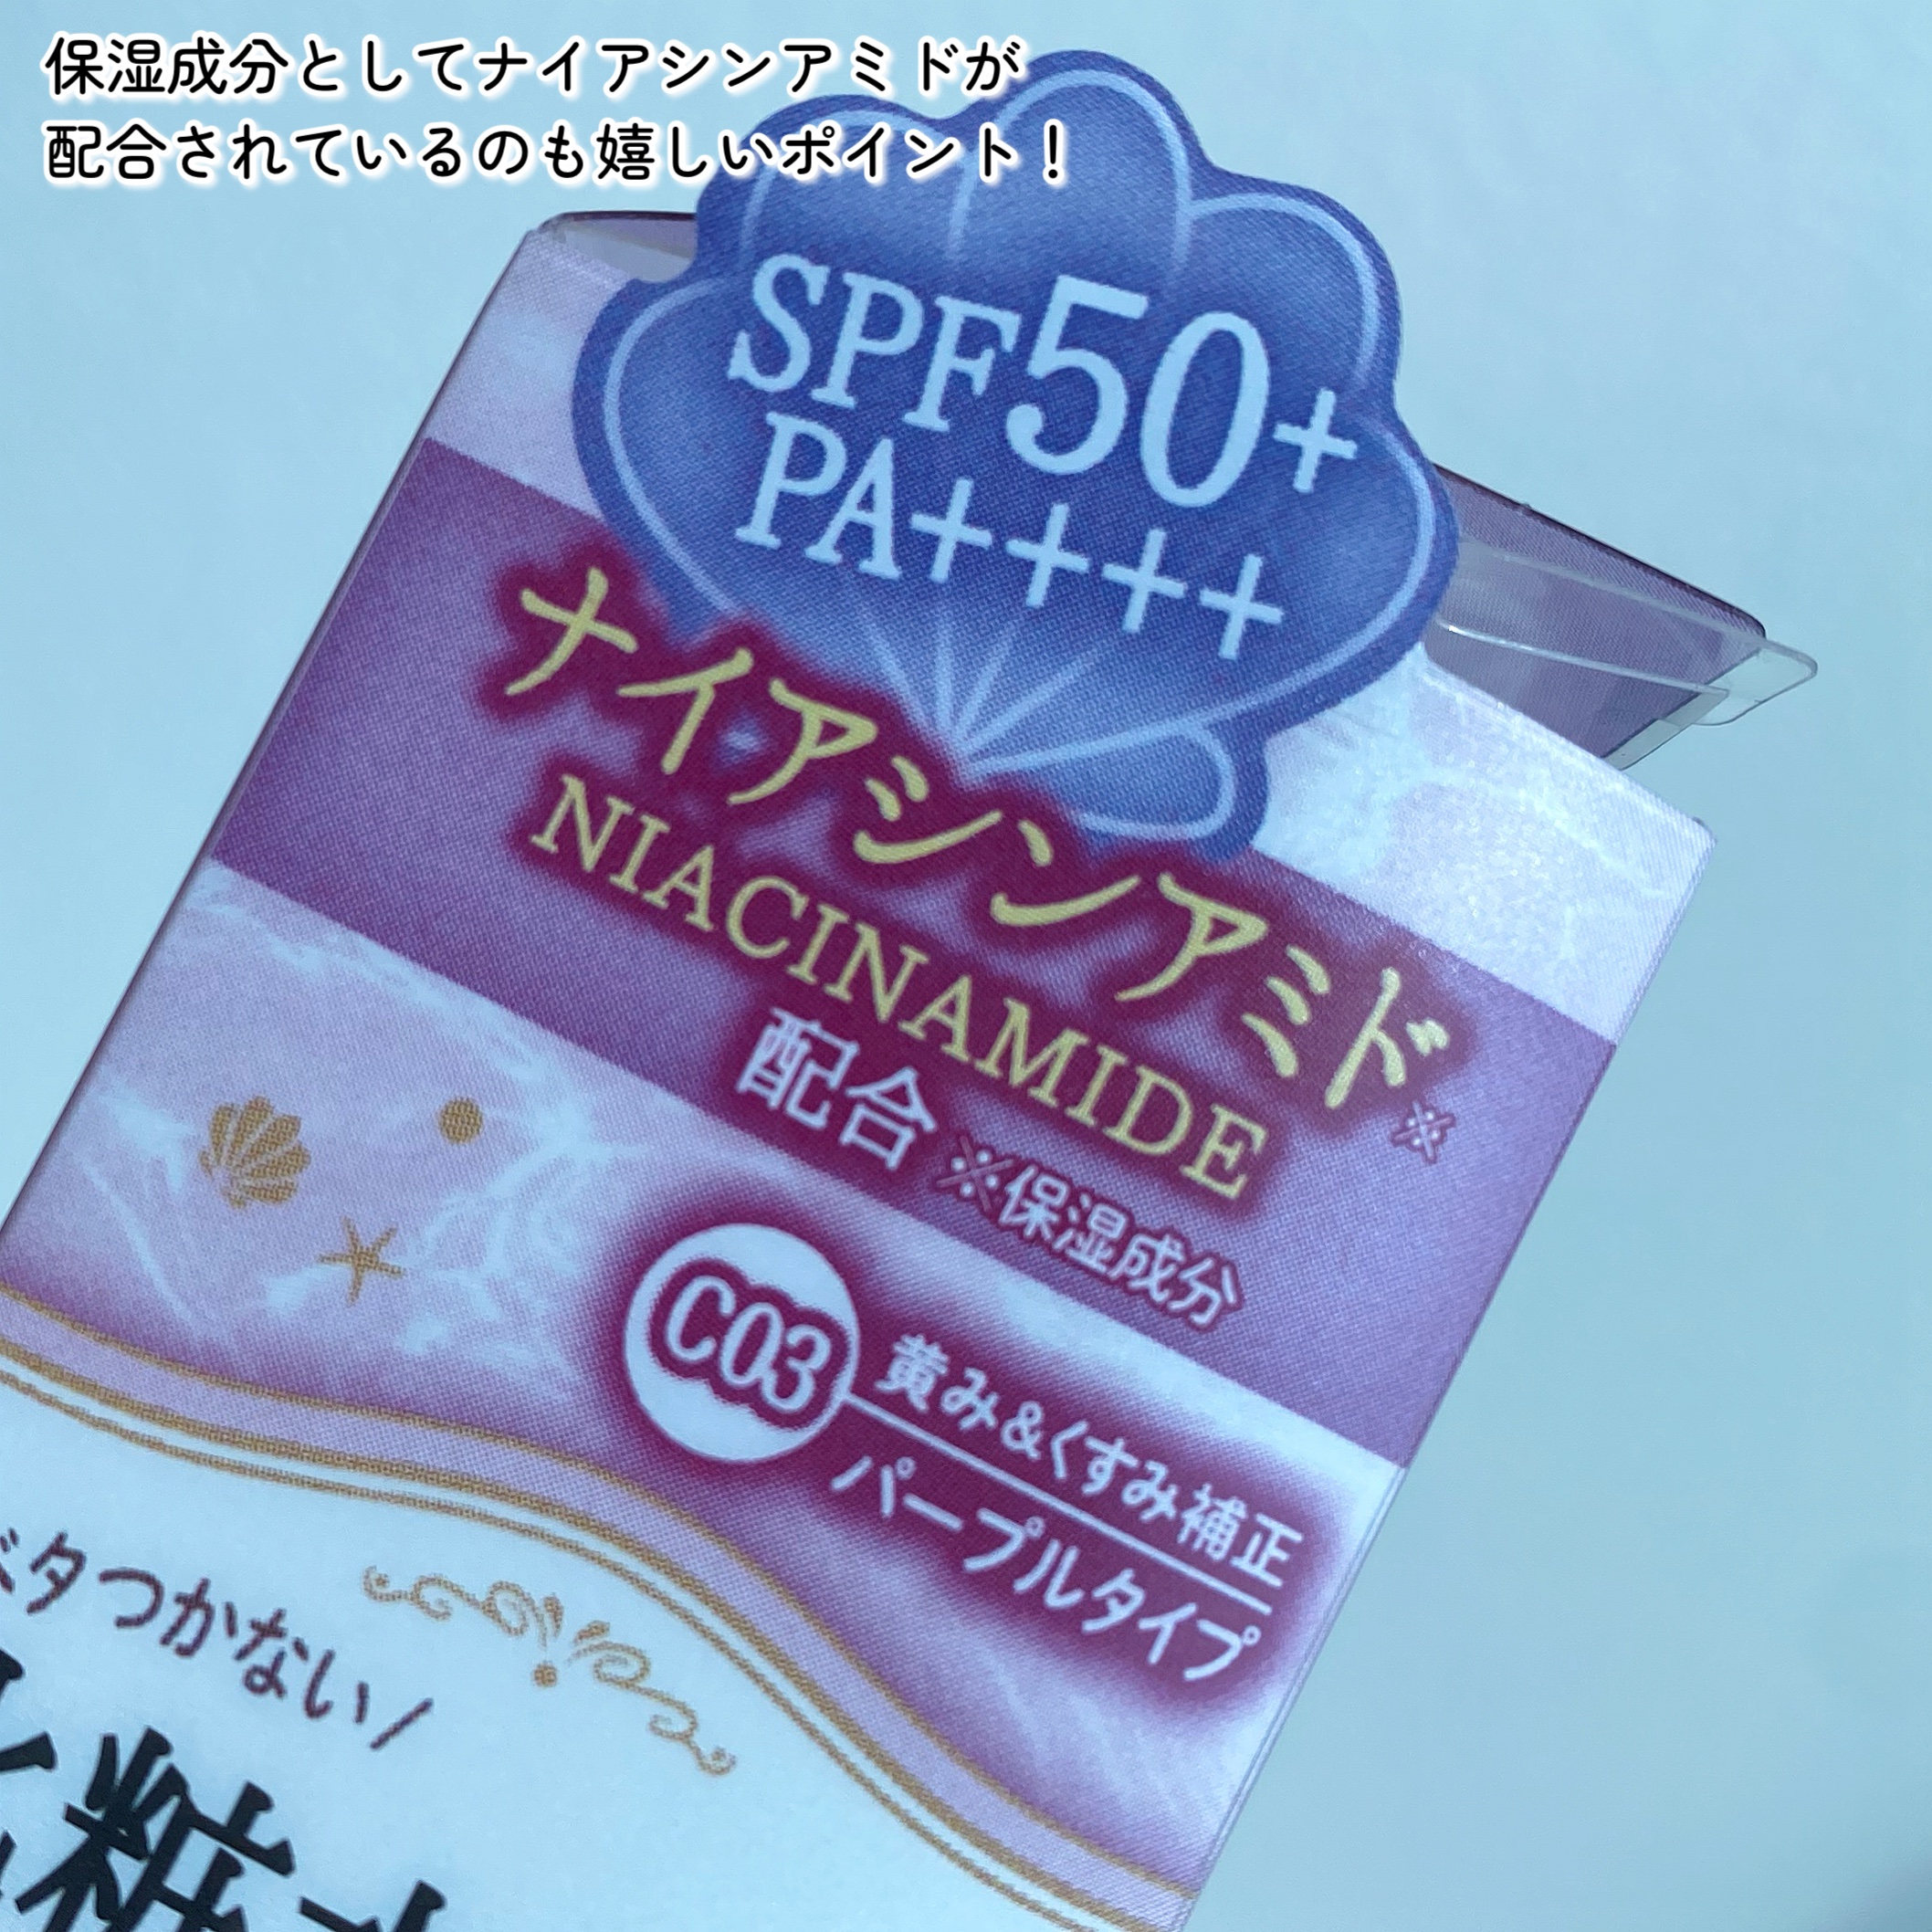 保湿成分としてナイアシンアミドが
配合されているのも嬉しいポイント！
SPF50+
PA++++
ナイアシンアミド※
NIACINAMIDE
配合 ※保湿成分
C03
黄み&くすみ補正
パープルタイプ
タつかない/
粧